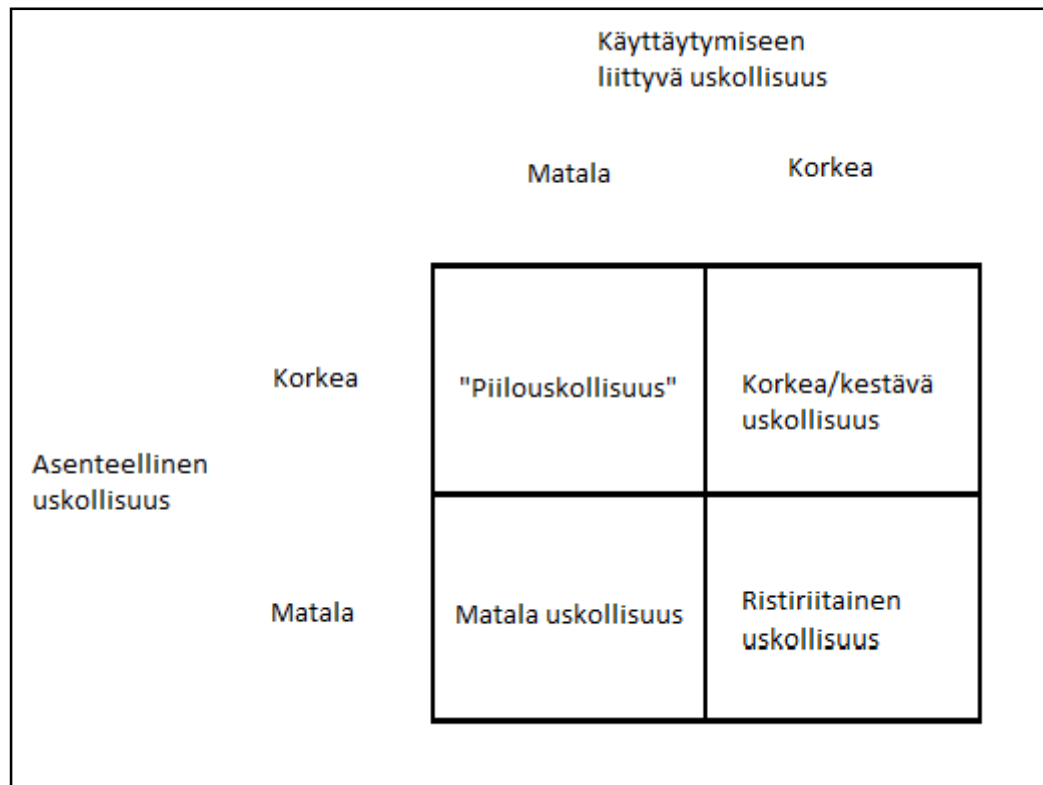 Käyttäytymiseen
liittyvä uskollisuus
Matala
Korkea
Korkea
"Piilouskollisuus"
Korkea/kestävä
uskollisuus
Asenteellinen
uskollisuus
Matala
Matala uskollisuus
Ristiriitainen
uskollisuus